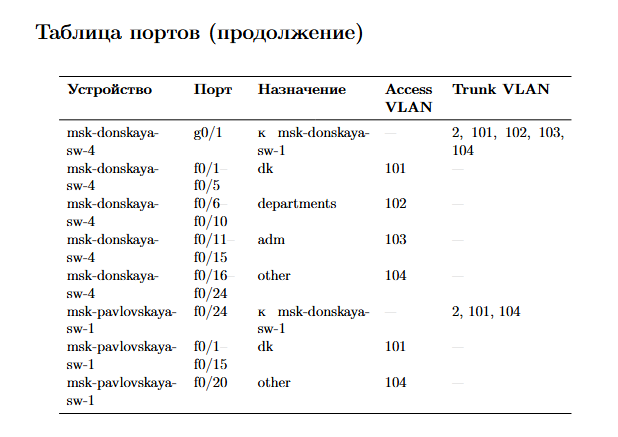 Таблица портов (продолжение)
Устройство Порт Назначение Access Trunk VLAN
VLAN
msk-donskaya- g0/1 к msk-donskaya- — 2, 101, 102, 103,
sw-4 sw-1 104
msk-donskaya- f0/1– dk 101 —
sw-4 f0/5
msk-donskaya- f0/6– departments 102 —
sw-4 f0/10
msk-donskaya- f0/11– adm 103 —
sw-4 f0/15
msk-donskaya- f0/16– other 104 —
sw-4 f0/24
msk-pavlovskaya- f0/24 к msk-donskaya- — 2, 101, 104
sw-1 sw-1
msk-pavlovskaya- f0/1– dk 101 —
sw-1 f0/15
msk-pavlovskaya- f0/20 other 104 —
sw-1